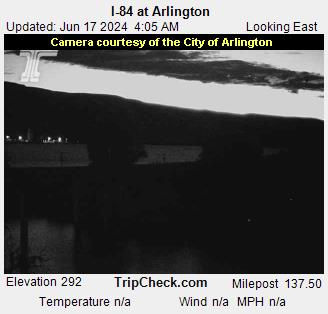 I-84 at Arlington
Updated: Jun 17 2024 4:05 AM Looking East
Camera courtesy of the City of Arlington
Elevation 292 TripCheck.com Milepost 137.50
Temperature n/a Wind n/a MPH n/a